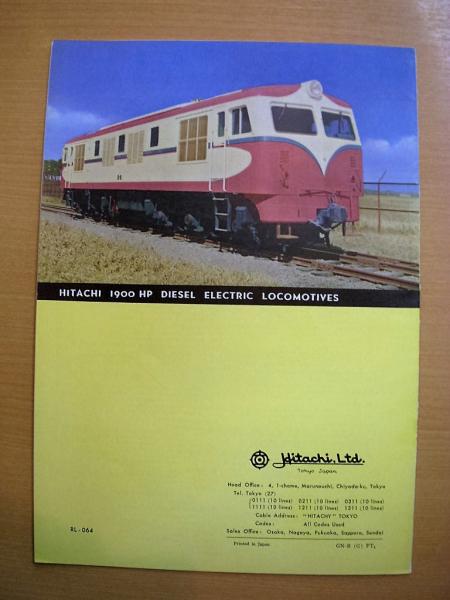 HITACHI 1900 HP DIESEL ELECTRIC LOCOMOTIVES
Hitachi, Ltd.
Tokyo Japan
Head Office: 4, 1-chome, Marunouchi, Chiyoda-ku, Tokyo
Tel. Tokyo (27)
0111 (10 lines) 0211 (10 lines) 0311 (10 lines)
1111 (10 lines) 1211 (10 lines) 1311 (10 lines)
Cable Address: "HITACHY" TOKYO
Codes: All Codes Used
Sales Office: Osaka, Nagoya, Fukuoka, Sapporo, Sendai
RL-064
Printed in Japan GN-E (G) PT₁